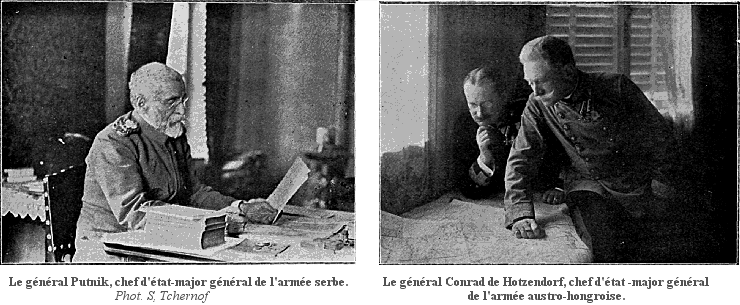 Le général Putnik, chef d'état-major général de l'armée serbe.
Phot. S, Tchernof
Le général Conrad de Hotzendorf, chef d'état -major général
de l'armée austro-hongroise.